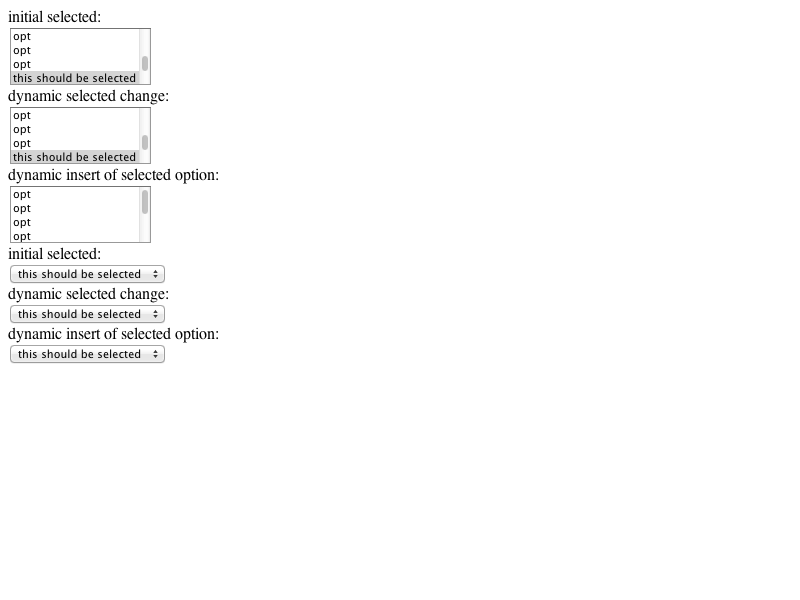 initial selected:
opt
opt
opt
this should be selected
dynamic selected change:
opt
opt
opt
this should be selected
dynamic insert of selected option:
opt
opt
opt
opt
initial selected:
this should be selected
dynamic selected change:
this should be selected
dynamic insert of selected option:
this should be selected